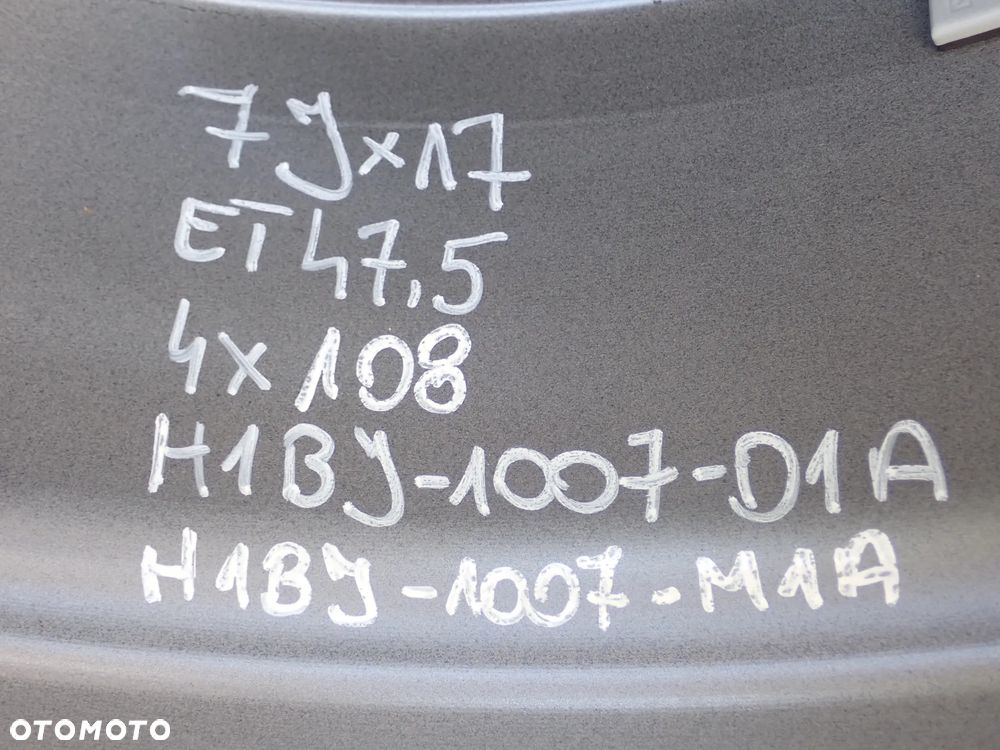 7Jx17
ET47,5
4x108
H1BJ-1007-D1A
H1BJ-1007-M1A
OTOMOTO